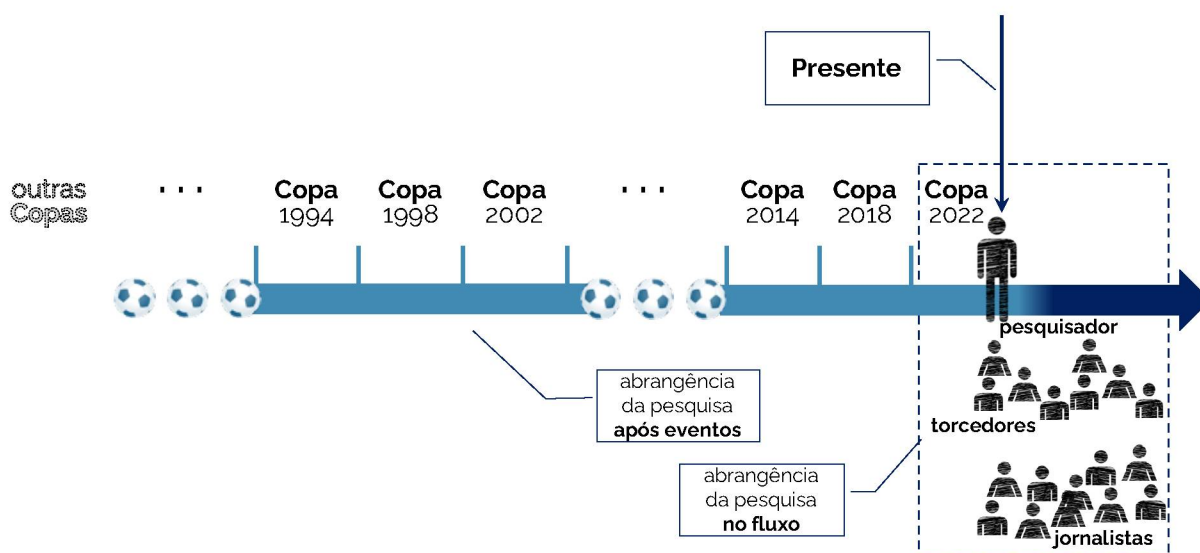 Presente
outras
Copas
...
Copa
1994
Copa
1998
Copa
2002
...
Copa
2014
Copa
2018
Copa
2022
pesquisador
abrangência
da pesquisa
após eventos
torcedores
abrangência
da pesquisa
no fluxo
jornalistas